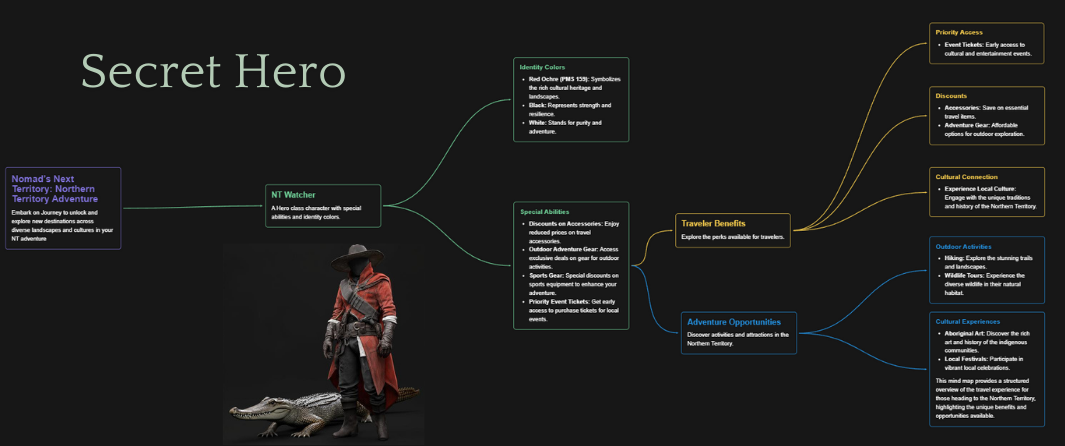 Secret Hero
Nomad's Next
Territory: Northern
Territory Adventure
Embark on Journey to unlock and
explore new destinations across
diverse landscapes and cultures in your
NT adventure
NT Watcher
A Hero class character with special
abilities and identity colors.
Identity Colors
• Red Ochre (PMS 159): Symbolizes
the rich cultural heritage and
landscapes.
• Black: Represents strength and
resilience.
• White: Stands for purity and
adventure.
Special Abilities
• Discounts on Accessories: Enjoy
reduced prices on travel
accessories.
• Outdoor Adventure Gear: Access
exclusive deals on gear for outdoor
activities.
• Sports Gear: Special discounts on
sports equipment to enhance your
adventure.
• Priority Event Tickets: Get early
access to purchase tickets for local
events.
Traveler Benefits
Explore the perks available for travelers.
Adventure Opportunities
Discover activities and attractions in the
Northern Territory.
Priority Access
• Event Tickets: Early access to
cultural and entertainment events.
Discounts
• Accessories: Save on essential
travel items.
• Adventure Gear: Affordable
options for outdoor exploration.
Cultural Connection
• Experience Local Culture:
Engage with the unique traditions
and history of the Northern Territory.
Outdoor Activities
• Hiking: Explore the stunning trails
and landscapes.
• Wildlife Tours: Experience the
diverse wildlife in their natural
habitat.
Cultural Experiences
• Aboriginal Art: Discover the rich
art and history of the indigenous
communities.
• Local Festivals: Participate in
vibrant local celebrations.
This mind map provides a structured
overview of the travel experience for
those heading to the Northern Territory,
highlighting the unique benefits and
opportunities available.